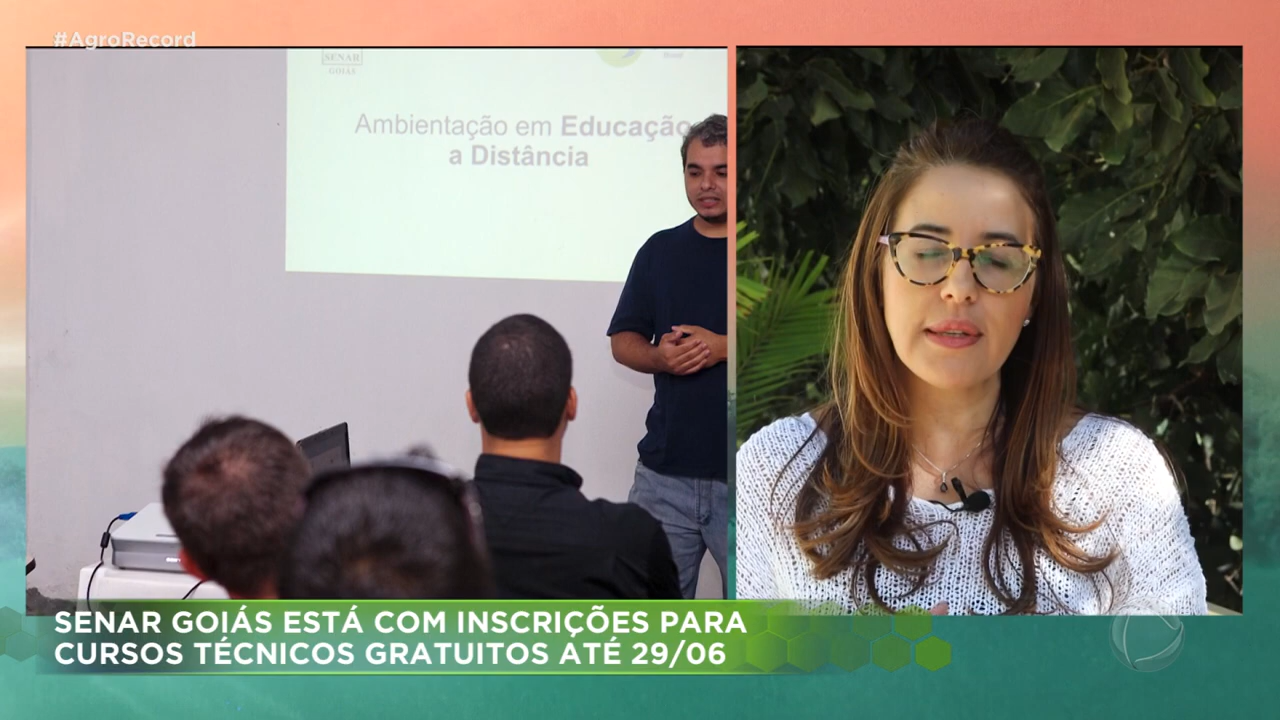 #AgroRecord
SENAR
GOIÁS
Ambientação em Educação
a Distância
SENAR GOIÁS ESTÁ COM INSCRIÇÕES PARA
CURSOS TÉCNICOS GRATUITOS ATÉ 29/06